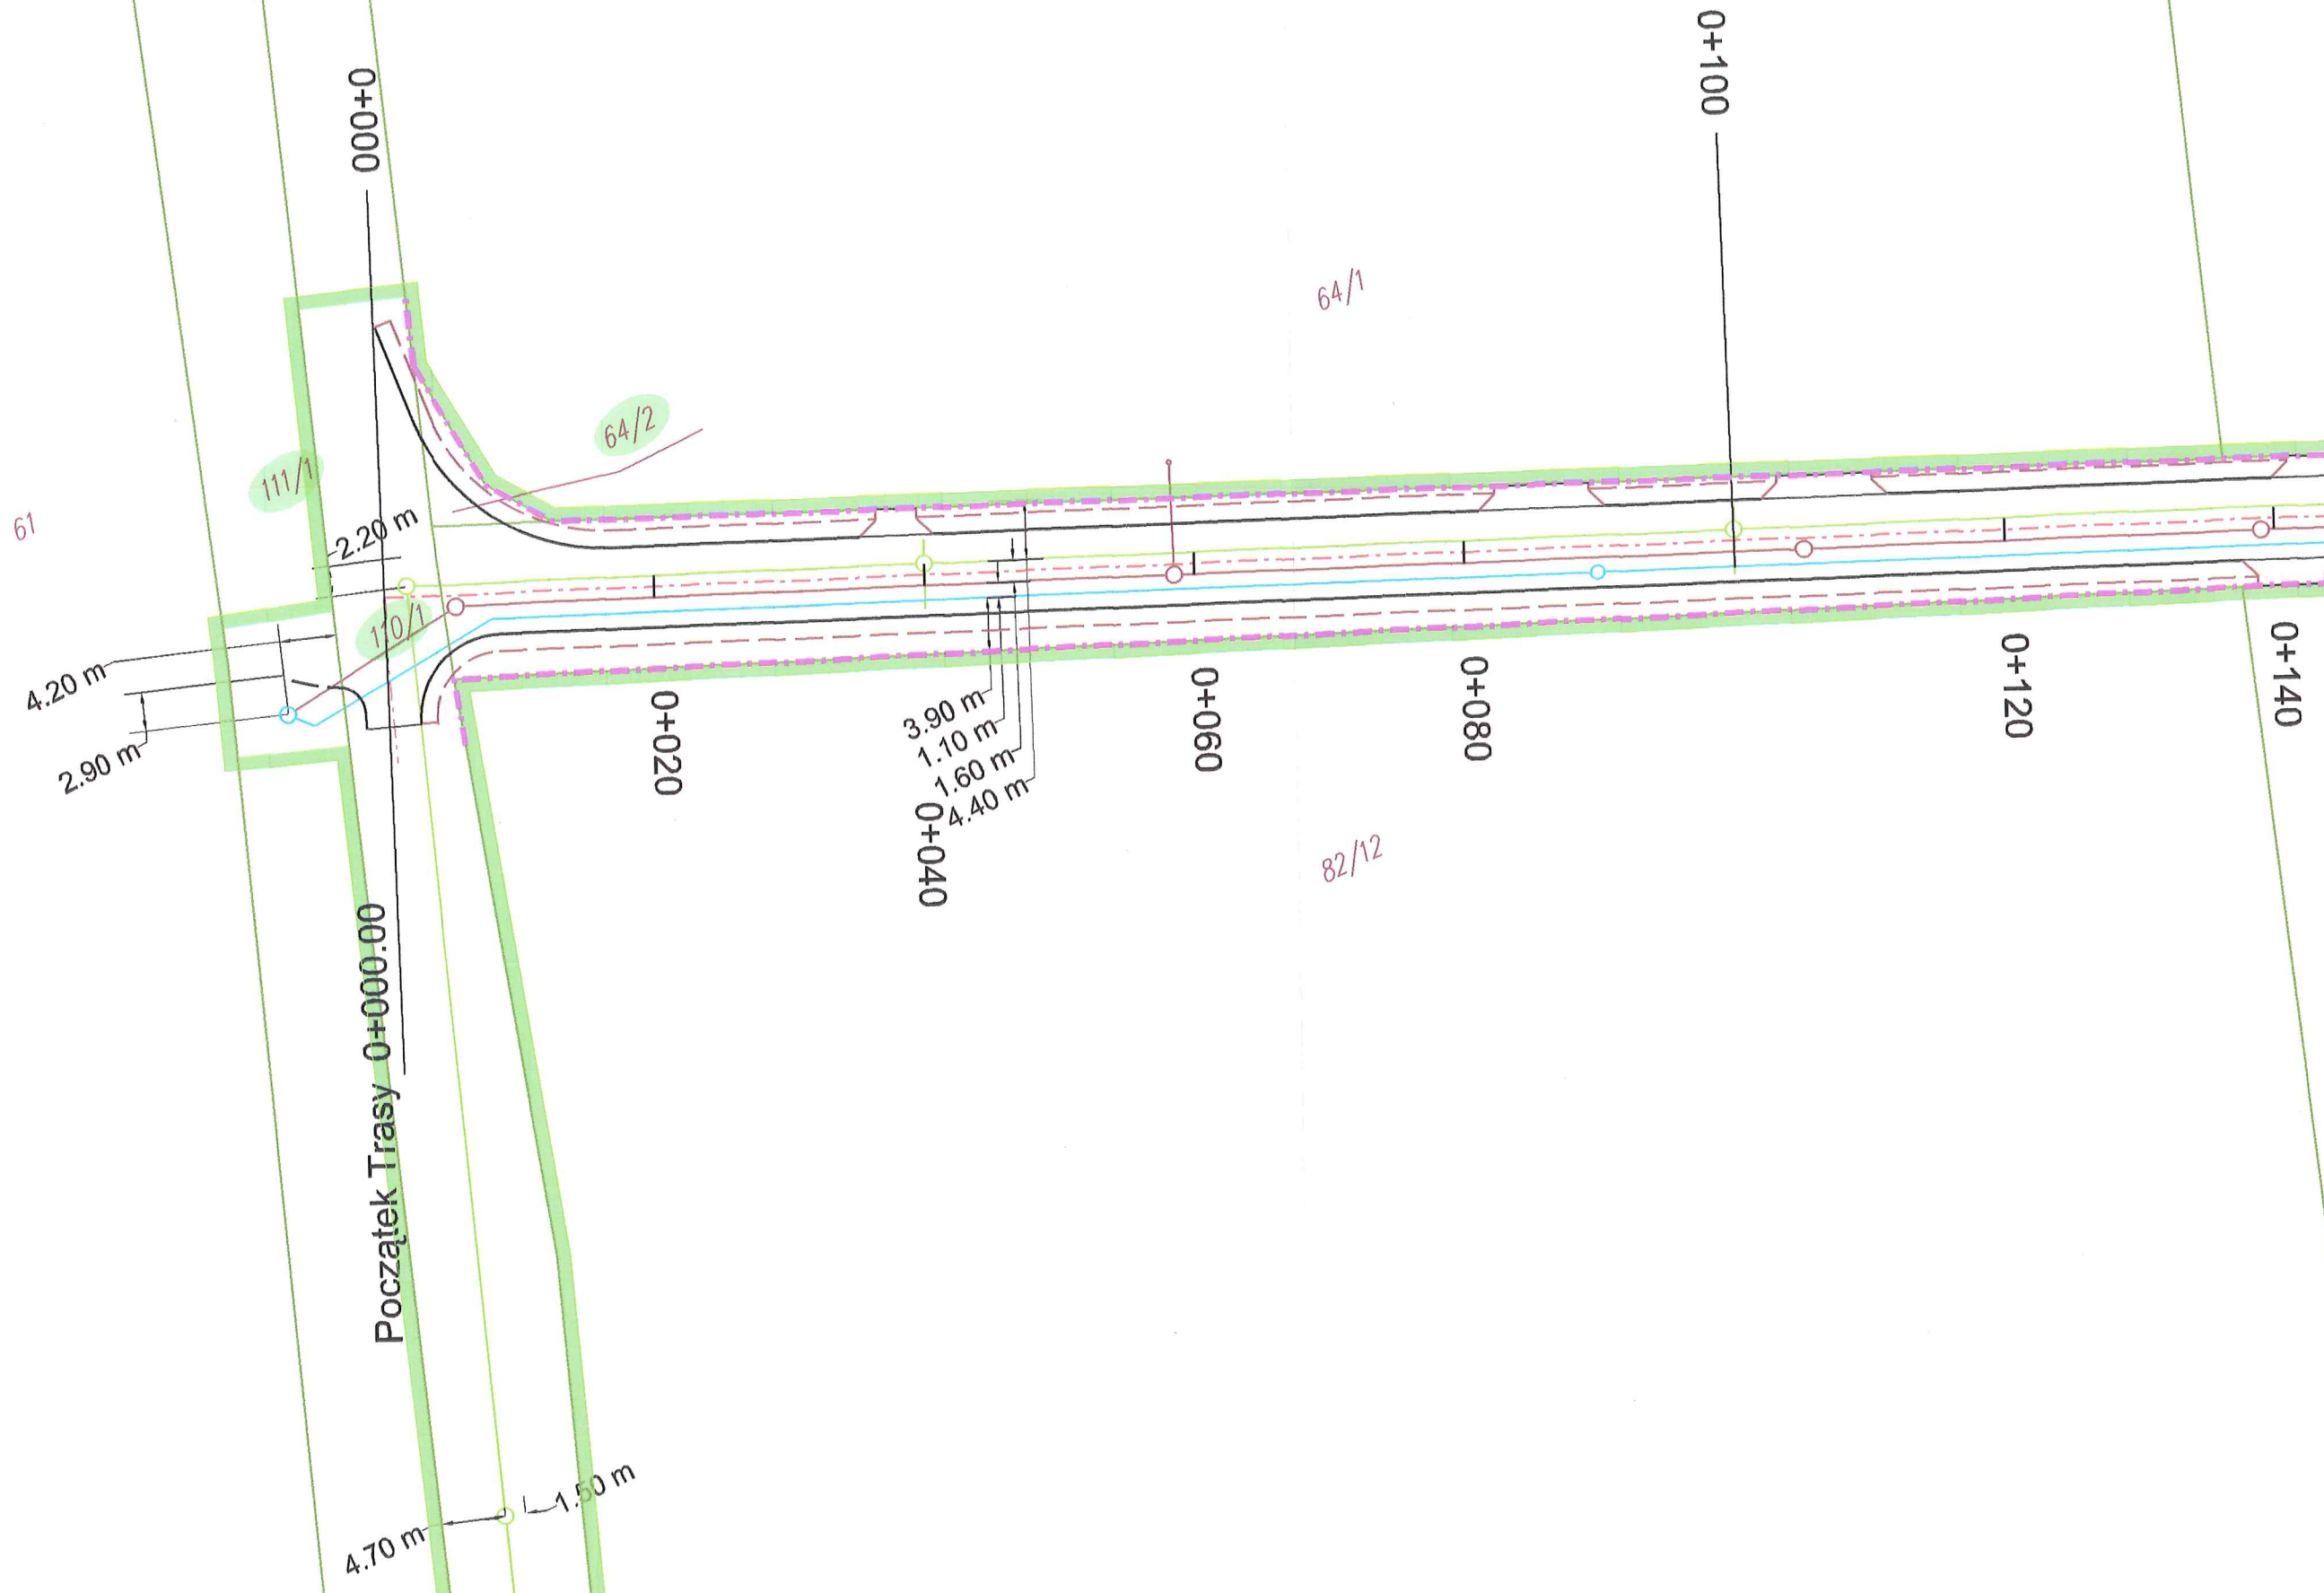 0+100
0+000
64/1
64/2
111/1
61
2.20 m
110/1
4.20 m
2.90 m
0+020
3.90 m
1.10 m
1.60 m
4.40 m
0+040
0+060
0+080
0+120
0+140
82/12
Początek Trasy 0+000.00
1.50 m
4.70 m